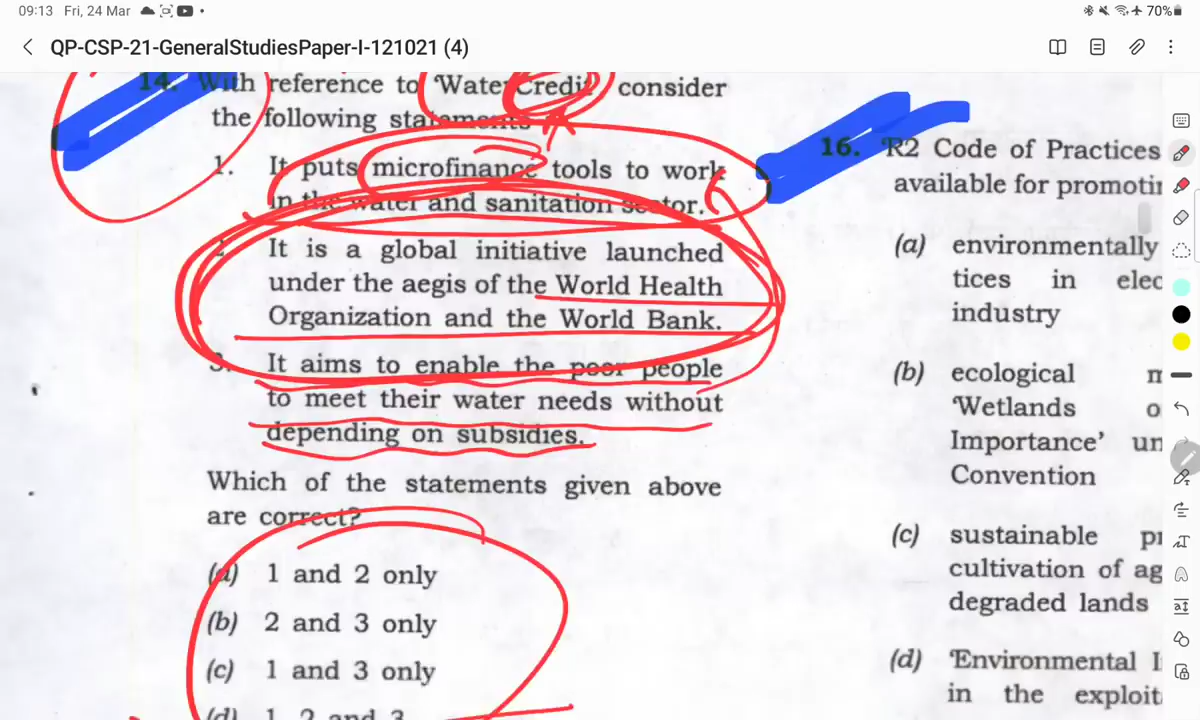 09:13 Fri, 24 Mar
70%
QP-CSP-21-GeneralStudiesPaper-I-121021 (4)
14. With reference to 'Water Credit' consider
the following statements
1. It puts microfinance tools to work
in the water and sanitation sector.
2. It is a global initiative launched
under the aegis of the World Health
Organization and the World Bank.
3. It aims to enable the poor people
to meet their water needs without
depending on subsidies.
Which of the statements given above
are correct?
(a) 1 and 2 only
(b) 2 and 3 only
(c) 1 and 3 only
(d) 1, 2 and 3
16. 'R2 Code of Practices
available for promotin
(a) environmentally
tices in elec
industry
(b) ecological m
'Wetlands o
Importance' un
Convention
(c) sustainable pr
cultivation of ag
degraded lands
(d) 'Environmental I
in the exploit